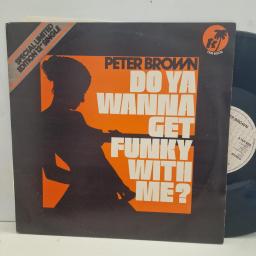 SPECIAL LIMITED
EDITION 12" SINGLE
PETER BROWN
DO YA
WANNA
GET
FUNKY
WITH
ME?